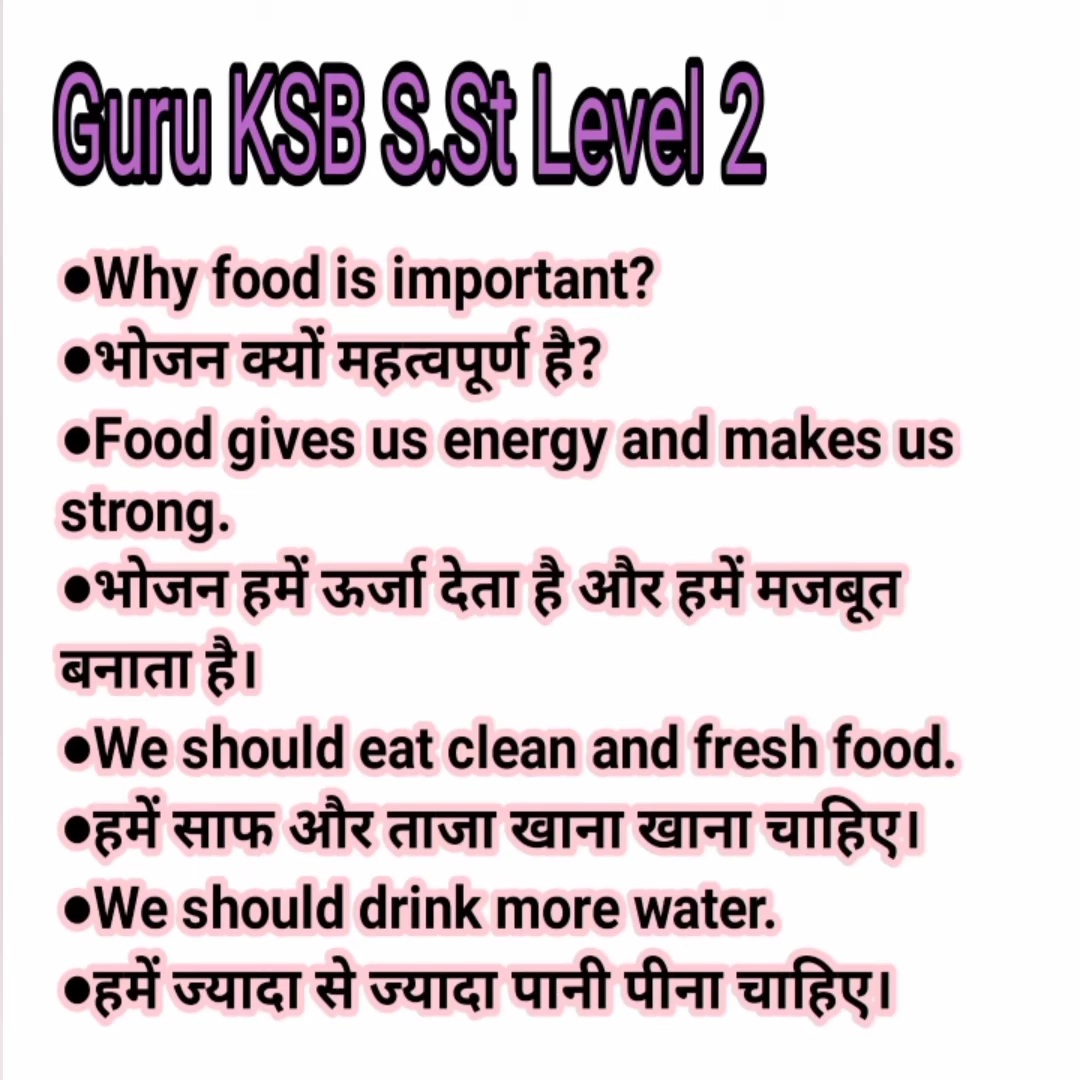 Guru KSB S.St Level 2
●Why food is important?
●भोजन क्यों महत्वपूर्ण है?
●Food gives us energy and makes us
strong.
●भोजन हमें ऊर्जा देता है और हमें मजबूत
बनाता है।
●We should eat clean and fresh food.
●हमें साफ और ताजा खाना खाना चाहिए।
●We should drink more water.
●हमें ज्यादा से ज्यादा पानी पीना चाहिए।